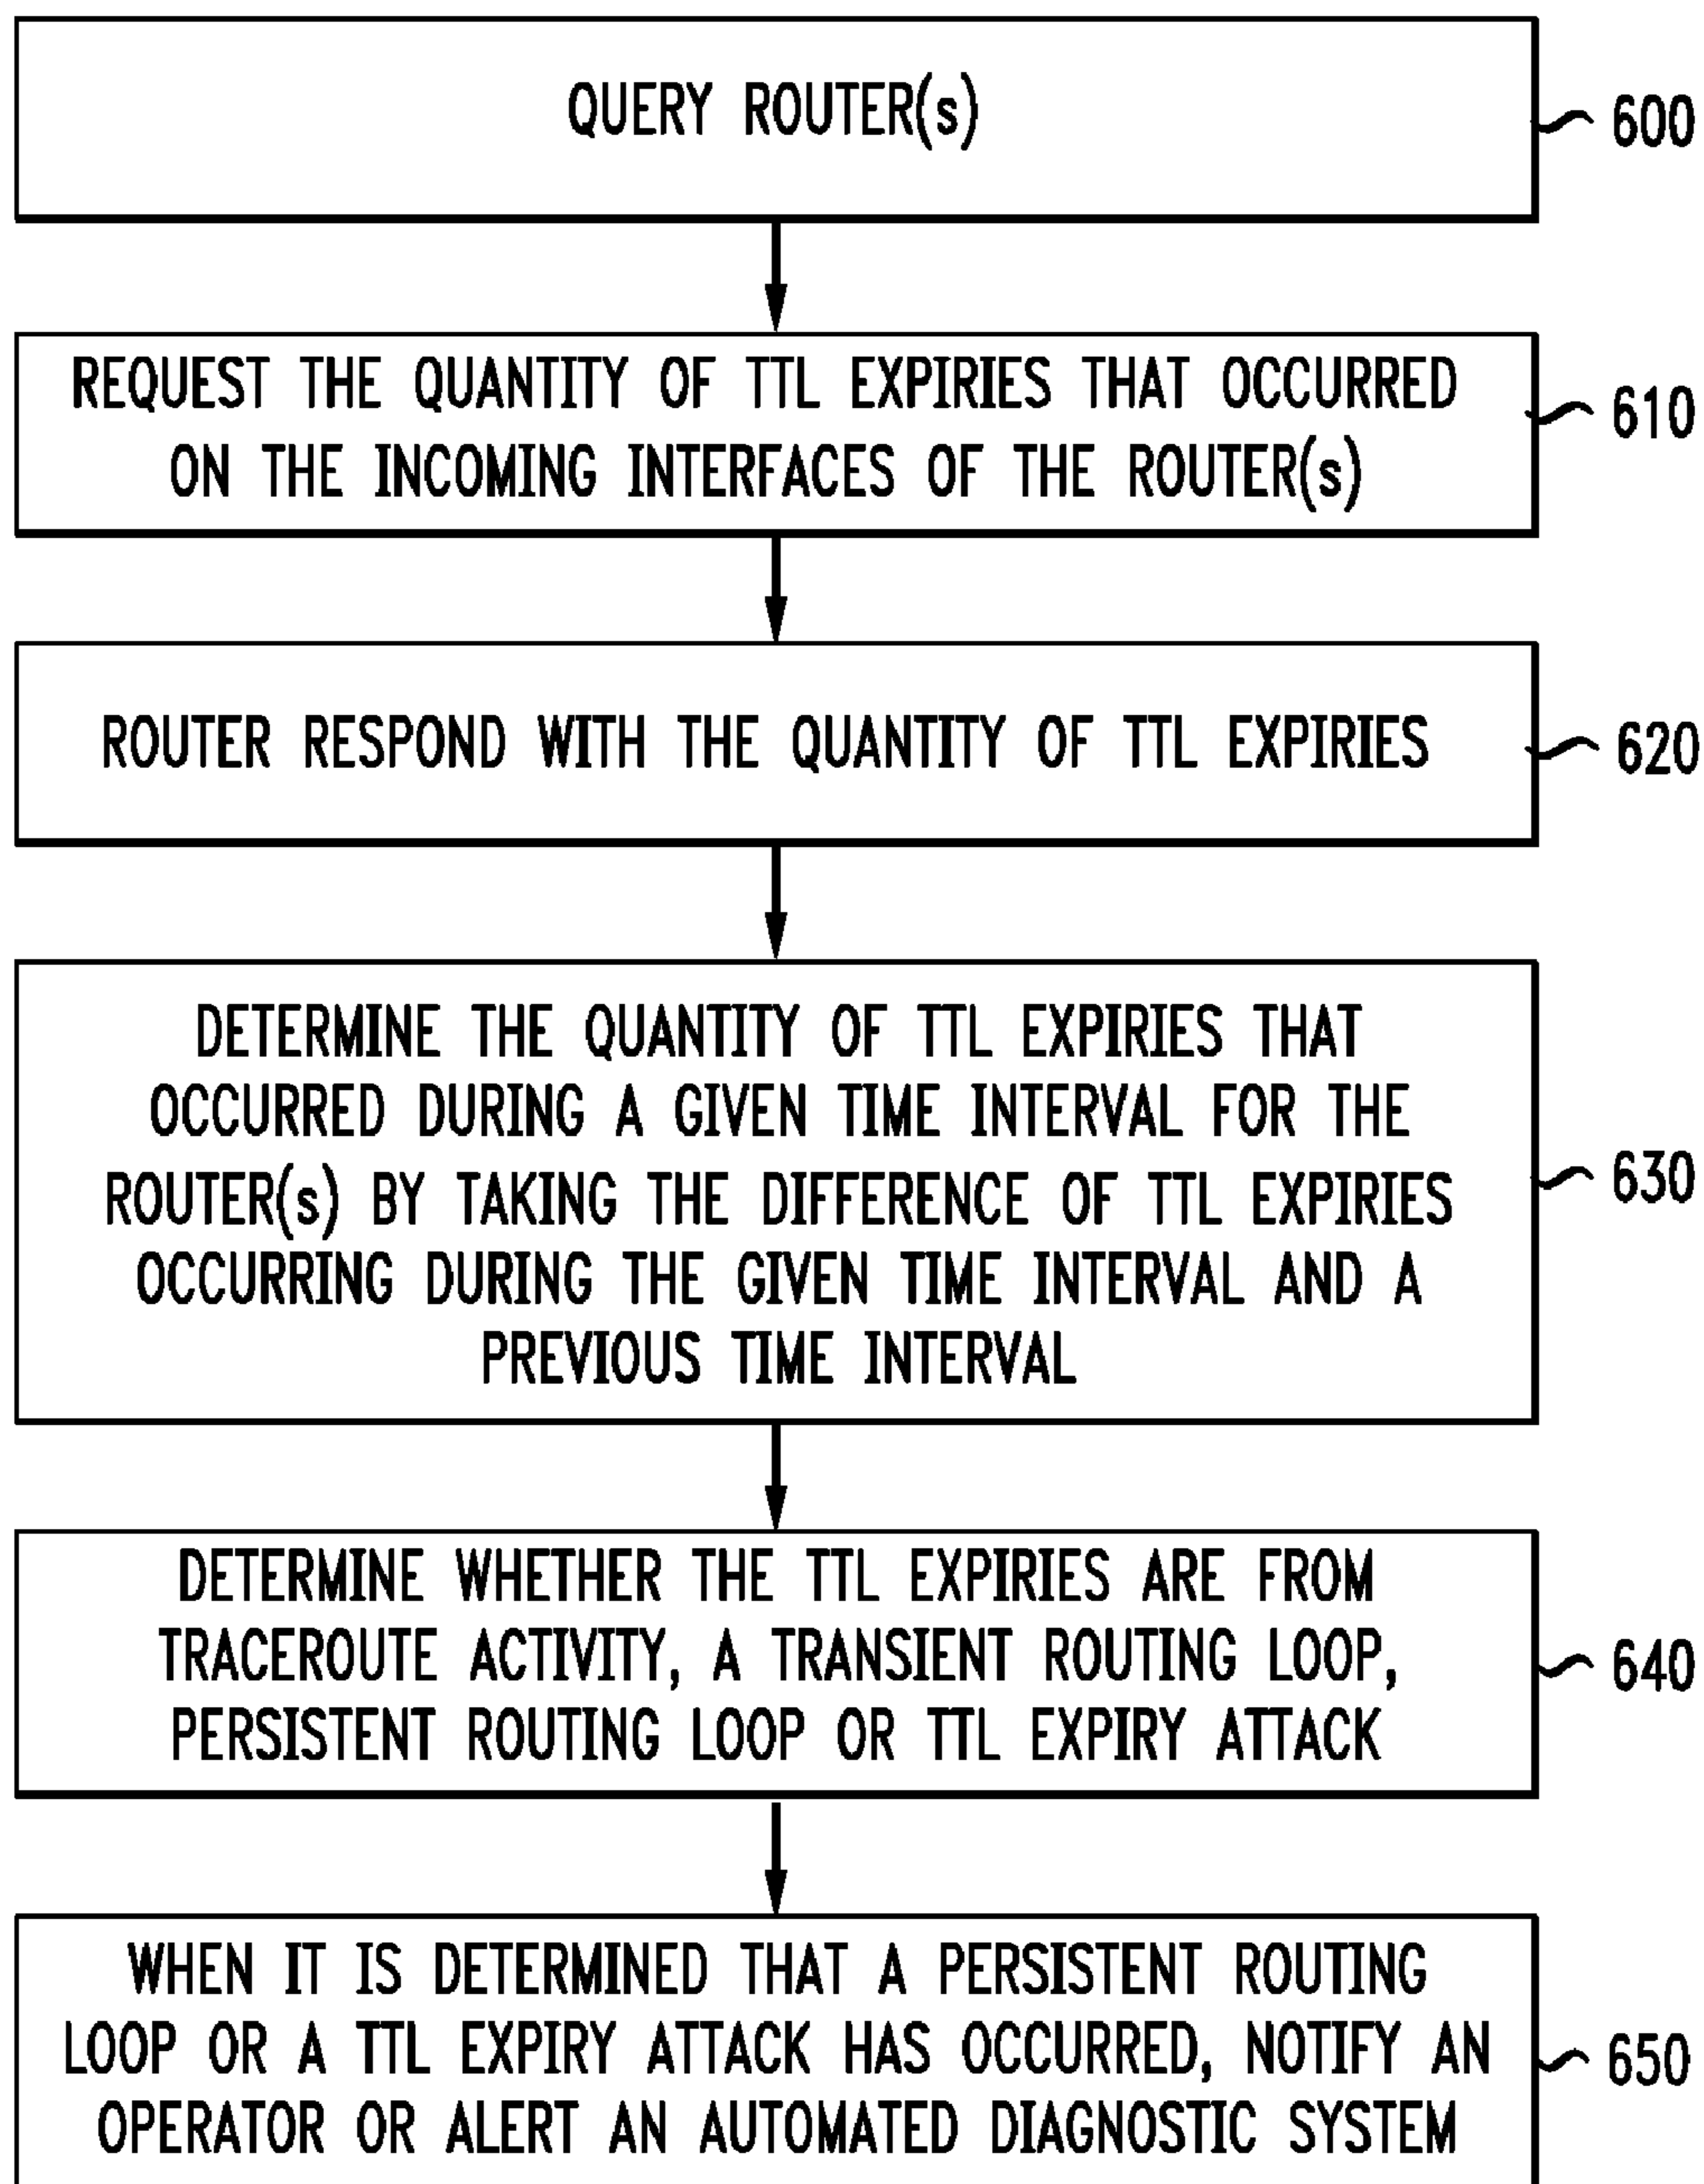 QUERY ROUTER(s)
600
REQUEST THE QUANTITY OF TTL EXPIRIES THAT OCCURRED
ON THE INCOMING INTERFACES OF THE ROUTER(s)
610
ROUTER RESPOND WITH THE QUANTITY OF TTL EXPIRIES
620
DETERMINE THE QUANTITY OF TTL EXPIRIES THAT
OCCURRED DURING A GIVEN TIME INTERVAL FOR THE
ROUTER(s) BY TAKING THE DIFFERENCE OF TTL EXPIRIES
OCCURRING DURING THE GIVEN TIME INTERVAL AND A
PREVIOUS TIME INTERVAL
630
DETERMINE WHETHER THE TTL EXPIRIES ARE FROM
TRACEROUTE ACTIVITY, A TRANSIENT ROUTING LOOP,
PERSISTENT ROUTING LOOP OR TTL EXPIRY ATTACK
640
WHEN IT IS DETERMINED THAT A PERSISTENT ROUTING
LOOP OR A TTL EXPIRY ATTACK HAS OCCURRED, NOTIFY AN
OPERATOR OR ALERT AN AUTOMATED DIAGNOSTIC SYSTEM
650